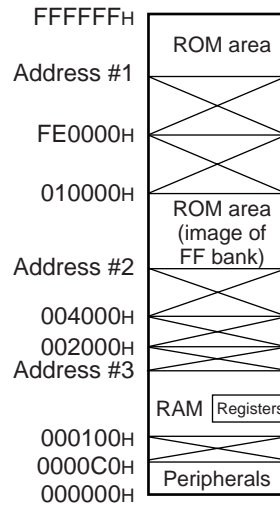 FFFFFFH
ROM area
Address #1
FE0000H
010000H
ROM area
(image of
FF bank)
Address #2
004000H
002000H
Address #3
RAM Registers
000100H
0000C0H
Peripherals
000000H